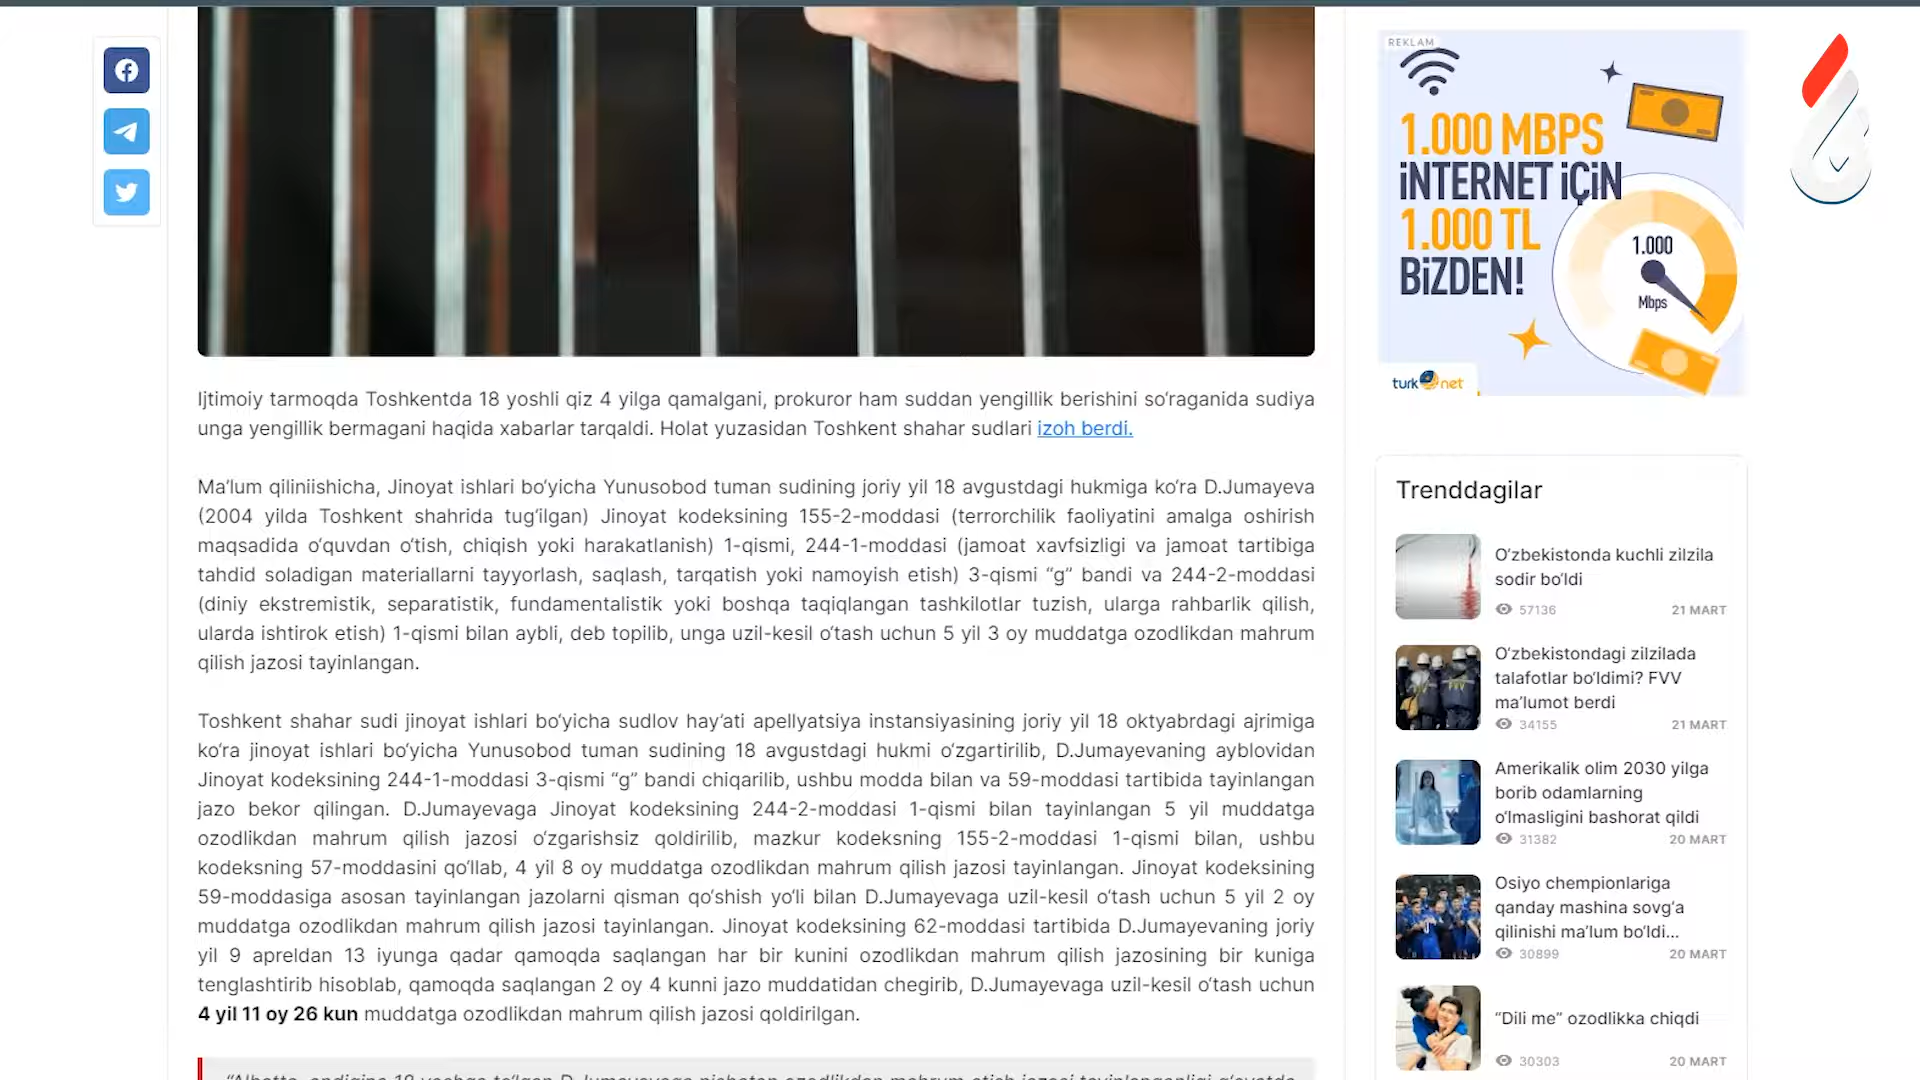 Ijtimoiy tarmoqda Toshkentda 18 yoshli qiz 4 yilga qamalgani, prokuror ham suddan yengillik berishini so‘raganida sudiya
unga yengillik bermagani haqida xabarlar tarqaldi. Holat yuzasidan Toshkent shahar sudlari izoh berdi.
Ma’lum qiliniishicha, Jinoyat ishlari bo‘yicha Yunusobod tuman sudining joriy yil 18 avgustdagi hukmiga ko‘ra D.Jumayeva
(2004 yilda Toshkent shahrida tug‘ilgan) Jinoyat kodeksining 155-2-moddasi (terrorchilik faoliyatini amalga oshirish
maqsadida o‘quvdan o‘tish, chiqish yoki harakatlanish) 1-qismi, 244-1-moddasi (jamoat xavfsizligi va jamoat tartibiga
tahdid soladigan materiallarni tayyorlash, saqlash, tarqatish yoki namoyish etish) 3-qismi “g” bandi va 244-2-moddasi
(diniy ekstremistik, separatistik, fundamentalistik yoki boshqa taqiqlangan tashkilotlar tuzish, ularga rahbarlik qilish,
ularda ishtirok etish) 1-qismi bilan aybli, deb topilib, unga uzil-kesil o‘tash uchun 5 yil 3 oy muddatga ozodlikdan mahrum
qilish jazosi tayinlangan.
Toshkent shahar sudi jinoyat ishlari bo‘yicha sudlov hay’ati apellyatsiya instansiyasining joriy yil 18 oktyabrdagi ajrimiga
ko‘ra jinoyat ishlari bo‘yicha Yunusobod tuman sudining 18 avgustdagi hukmi o‘zgartirilib, D.Jumayevaning ayblovidan
Jinoyat kodeksining 244-1-moddasi 3-qismi “g” bandi chiqarilib, ushbu modda bilan va 59-moddasi tartibida tayinlangan
jazo bekor qilingan. D.Jumayevaga Jinoyat kodeksining 244-2-moddasi 1-qismi bilan tayinlangan 5 yil muddatga
ozodlikdan mahrum qilish jazosi o‘zgarishsiz qoldirilib, mazkur kodeksning 155-2-moddasi 1-qismi bilan, ushbu
kodeksning 57-moddasini qo‘llab, 4 yil 8 oy muddatga ozodlikdan mahrum qilish jazosi tayinlangan. Jinoyat kodeksining
59-moddasiga asosan tayinlangan jazolarni qisman qo‘shish yo‘li bilan D.Jumayevaga uzil-kesil o‘tash uchun 5 yil 2 oy
muddatga ozodlikdan mahrum qilish jazosi tayinlangan. Jinoyat kodeksining 62-moddasi tartibida D.Jumayevaning joriy
yil 9 apreldan 13 iyunga qadar qamoqda saqlangan har bir kunini ozodlikdan mahrum qilish jazosining bir kuniga
tenglashtirib hisoblab, qamoqda saqlangan 2 oy 4 kunni jazo muddatidan chegirib, D.Jumayevaga uzil-kesil o‘tash uchun
4 yil 11 oy 26 kun muddatga ozodlikdan mahrum qilish jazosi qoldirilgan.
REKLAM
1.000 MBPS
İNTERNET İÇİN
1.000 TL
BİZDEN!
1.000
Mbps
turk net
Trenddagilar
O‘zbekistonda kuchli zilzila
sodir bo‘ldi
57136 21 MART
O‘zbekistondagi zilzilada
talafotlar bo‘ldimi? FVV
ma’lumot berdi
34155 21 MART
Amerikalik olim 2030 yilga
borib odamlarning
o‘lmasligini bashorat qildi
31382 20 MART
Osiyo chempionlariga
qanday mashina sovg‘a
qilinishi ma’lum bo‘ldi...
30899 20 MART
“Dili me” ozodlikka chiqdi
30303 20 MART